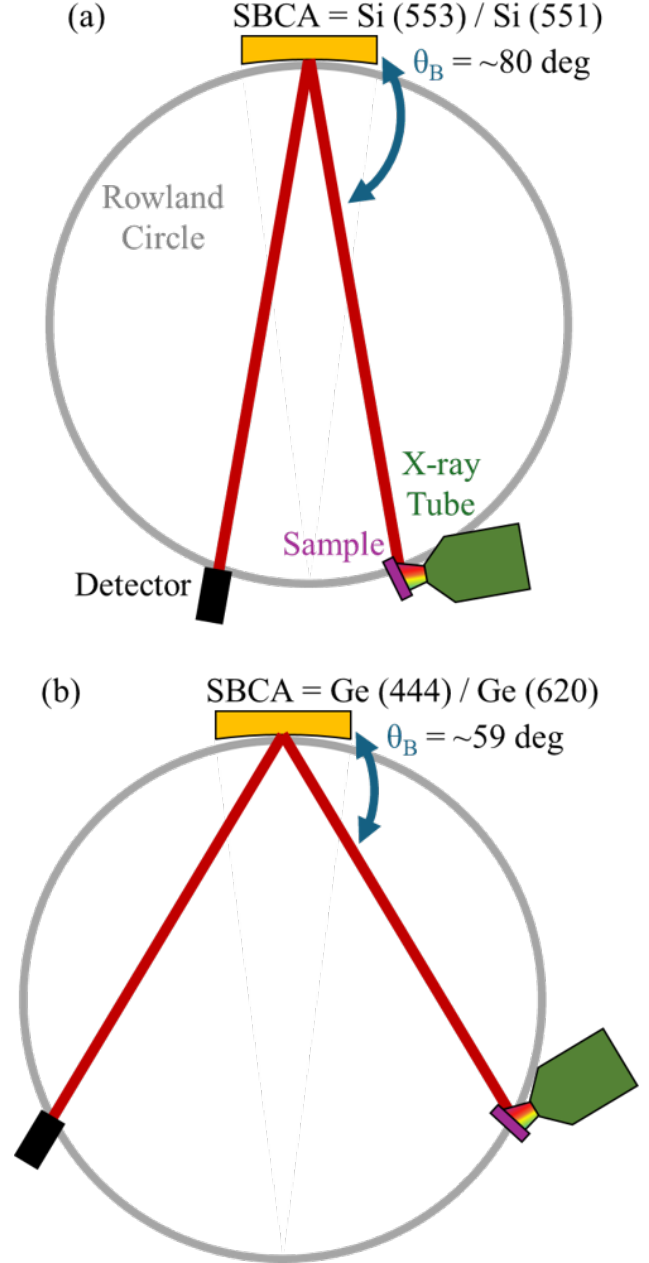 (a)
SBCA = Si (553) / Si (551)
θB = ~80 deg
Rowland
Circle
X-ray
Tube
Sample
Detector
(b)
SBCA = Ge (444) / Ge (620)
θB = ~59 deg